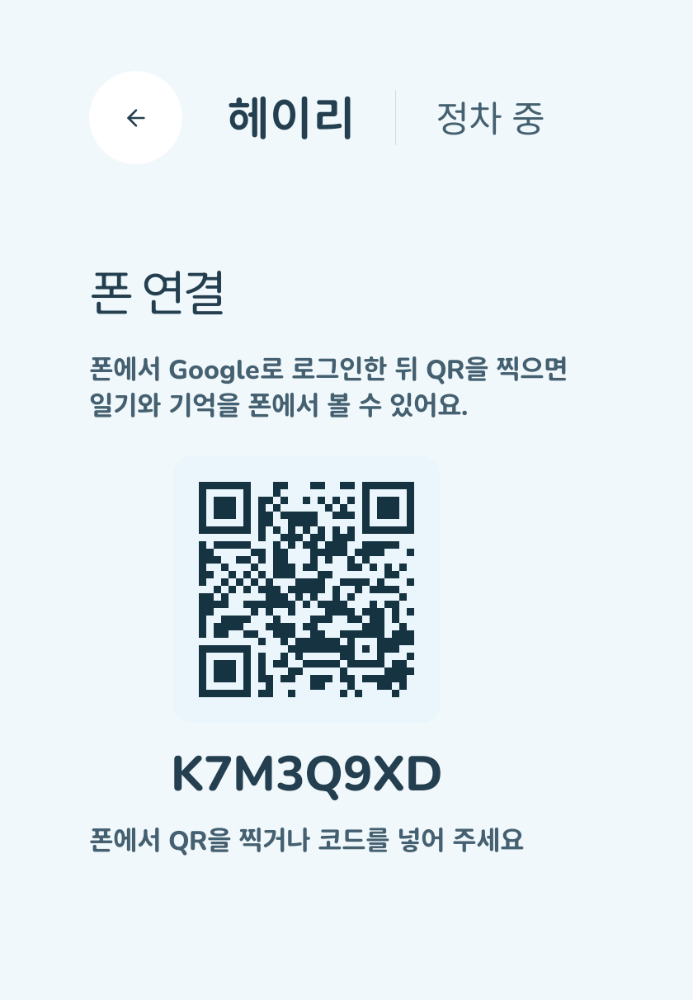 헤이리
정차 중
폰 연결
폰에서 Google로 로그인한 뒤 QR을 찍으면
일기와 기억을 폰에서 볼 수 있어요.
K7M3Q9XD
폰에서 QR을 찍거나 코드를 넣어 주세요